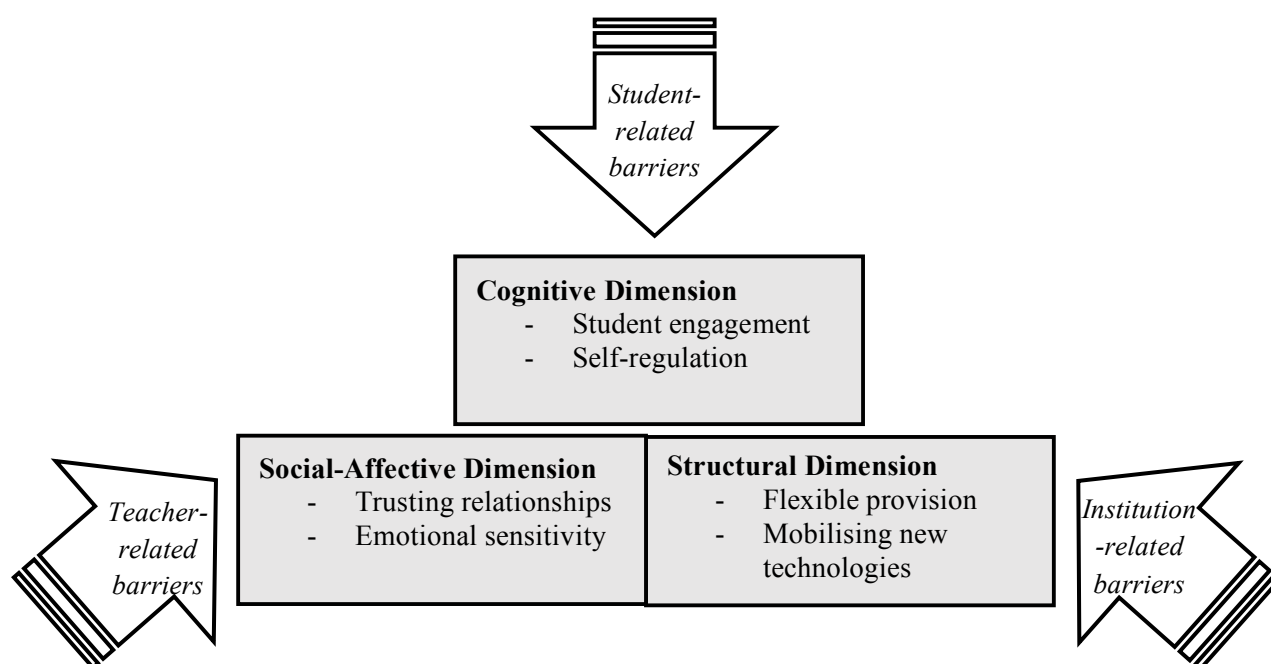 Student-
related
barriers
Cognitive Dimension
- Student engagement
- Self-regulation
Social-Affective Dimension
- Trusting relationships
- Emotional sensitivity
Structural Dimension
- Flexible provision
- Mobilising new
technologies
Teacher-
related
barriers
Institution
-related
barriers